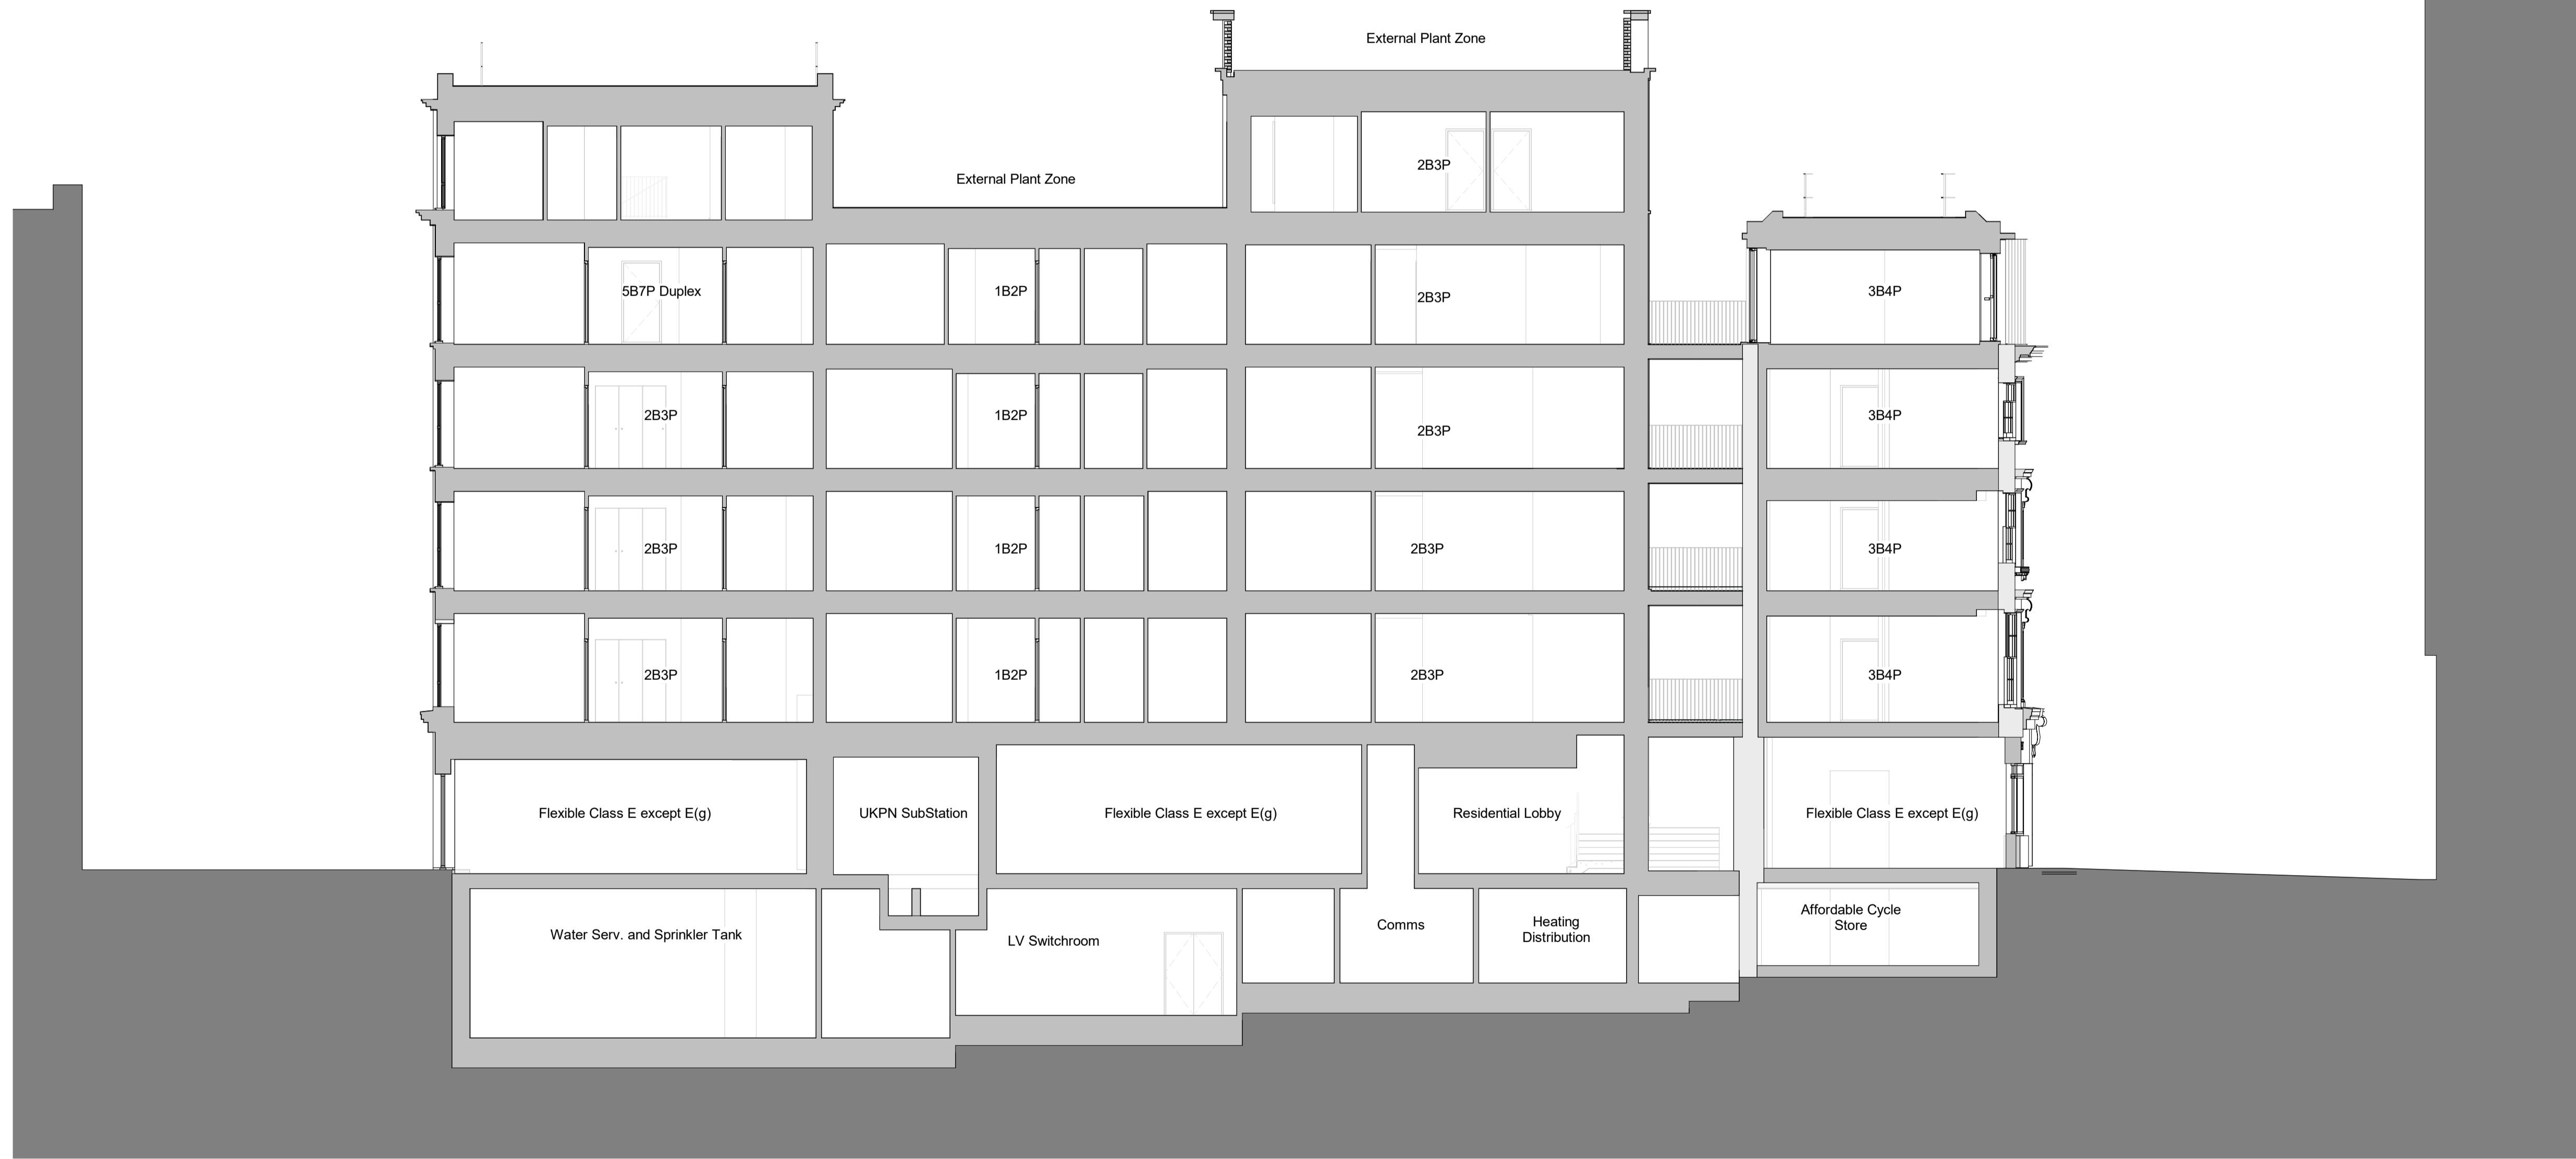 External Plant Zone
External Plant Zone
2B3P
5B7P Duplex
1B2P
2B3P
3B4P
2B3P
1B2P
2B3P
3B4P
2B3P
1B2P
2B3P
3B4P
2B3P
1B2P
2B3P
3B4P
Flexible Class E except E(g)
UKPN SubStation
Flexible Class E except E(g)
Residential Lobby
Flexible Class E except E(g)
Water Serv. and Sprinkler Tank
LV Switchroom
Comms
Heating
Distribution
Affordable Cycle
Store